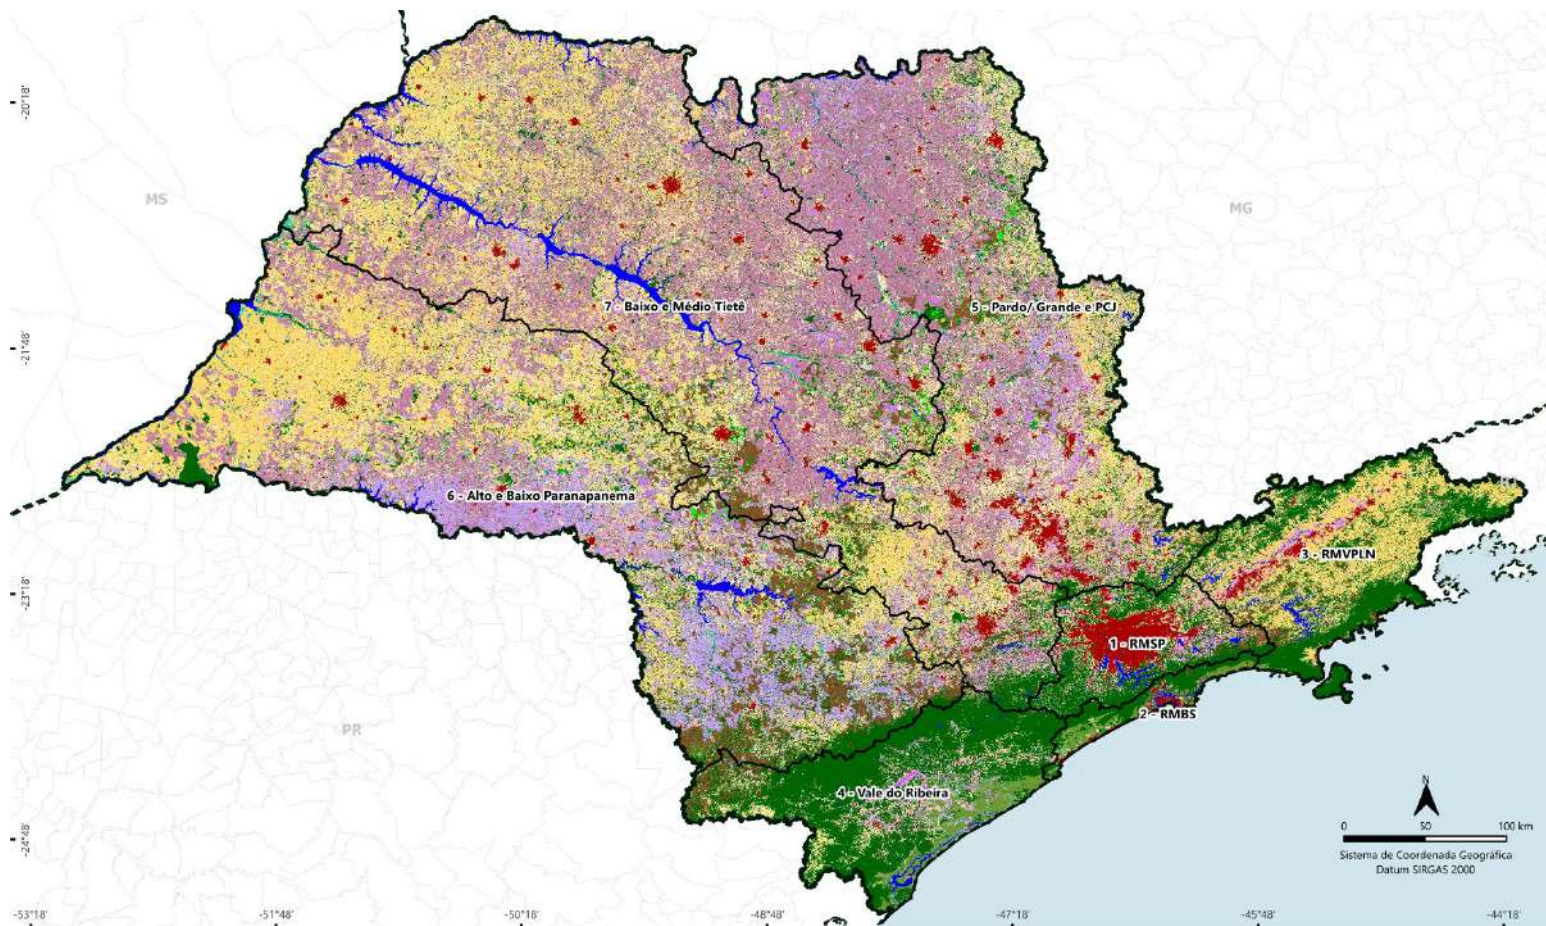 -20°18'
MS
MG
7 - Baixo e Médio Tietê
5 - Pardo/ Grande e PCJ
-21°48'
6 - Alto e Baixo Paranapanema
3 - RMVPLN
-23°18'
1 - RMSP
2 - RMBS
PR
4 - Vale do Ribeira
N
0 50 100 km
-24°48'
Sistema de Coordenada Geográfica
Datum SIRGAS 2000
-53°18' -51°48' -50°18' -48°48' -47°18' -45°48' -44°18'